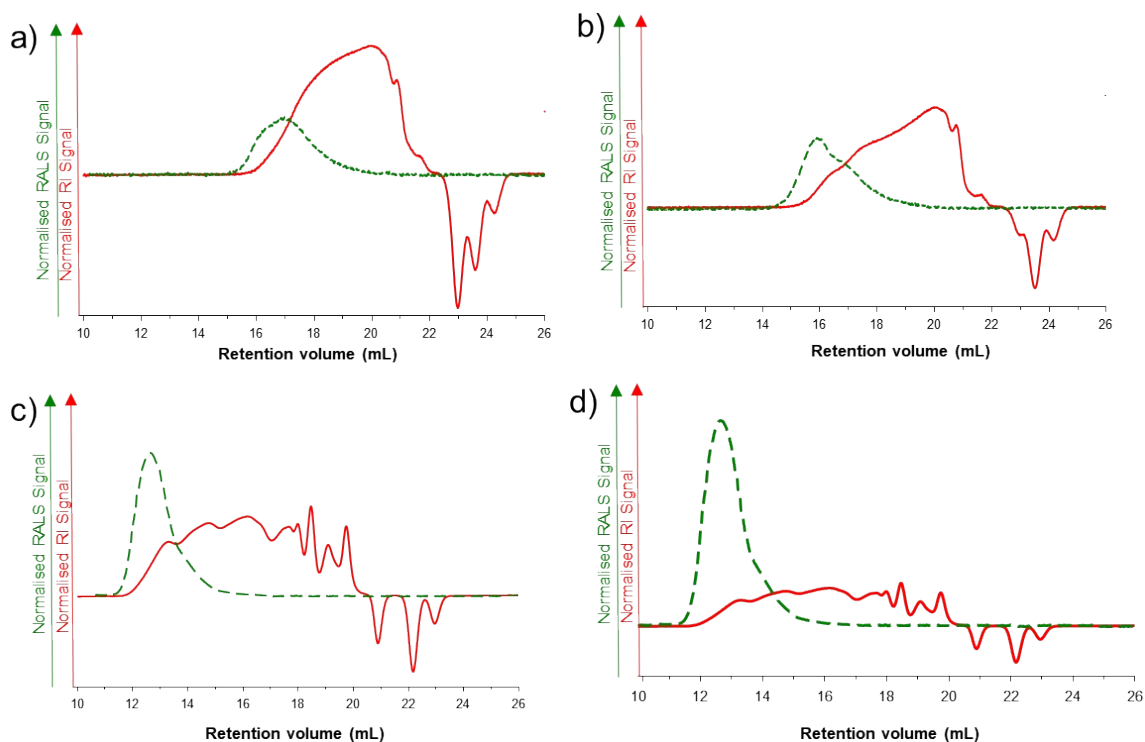 a)
Normalised RALS Signal
Normalised RI Signal
10 12 14 16 18 20 22 24 26
Retention volume (mL)
b)
Normalised RALS Signal
Normalised RI Signal
10 12 14 16 18 20 22 24 26
Retention volume (mL)
c)
Normalised RALS Signal
Normalised RI Signal
10 12 14 16 18 20 22 24 26
Retention volume (mL)
d)
Normalised RALS Signal
Normalised RI Signal
10 12 14 16 18 20 22 24 26
Retention volume (mL)